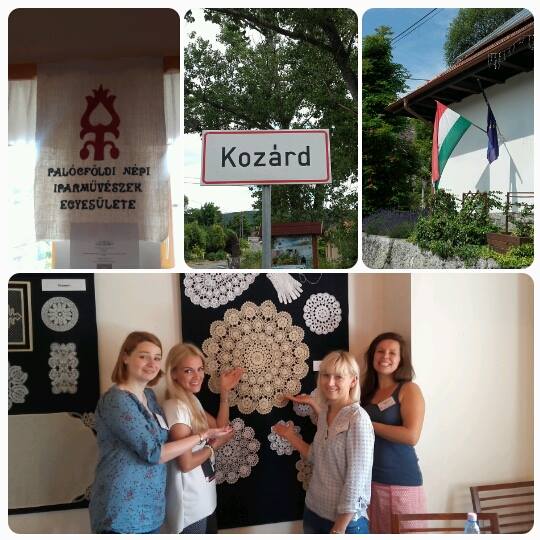 PALÓCFÖLDI NÉPI
IPARMŰVÉSZEK
EGYESÜLETE
Kozárd